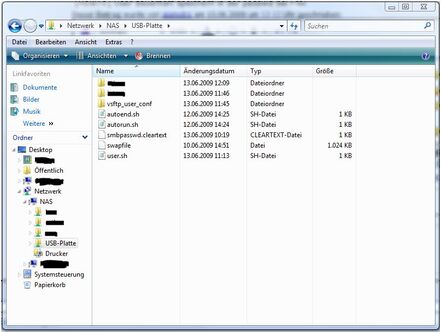 Netzwerk ▸ NAS ▸ USB-Platte ▸
Suchen
Datei Bearbeiten Ansicht Extras ?
Organisieren Ansichten Brennen
Linkfavoriten
Dokumente
Bilder
Musik
Weitere »
Ordner
Desktop
Öffentlich
Netzwerk
NAS
USB-Platte
Drucker
Systemsteuerung
Papierkorb
Name Änderungsdatum Typ Größe
13.06.2009 12:09 Dateiordner
13.06.2009 11:46 Dateiordner
vsftp_user_conf 13.06.2009 11:45 Dateiordner
autoend.sh 12.06.2009 14:25 SH-Datei 1 KB
autorun.sh 12.06.2009 14:24 SH-Datei 1 KB
smbpasswd.cleartext 13.06.2009 10:19 CLEARTEXT-Datei 1 KB
swapfile 13.06.2009 14:51 Datei 1.024 KB
user.sh 13.06.2009 11:13 SH-Datei 1 KB